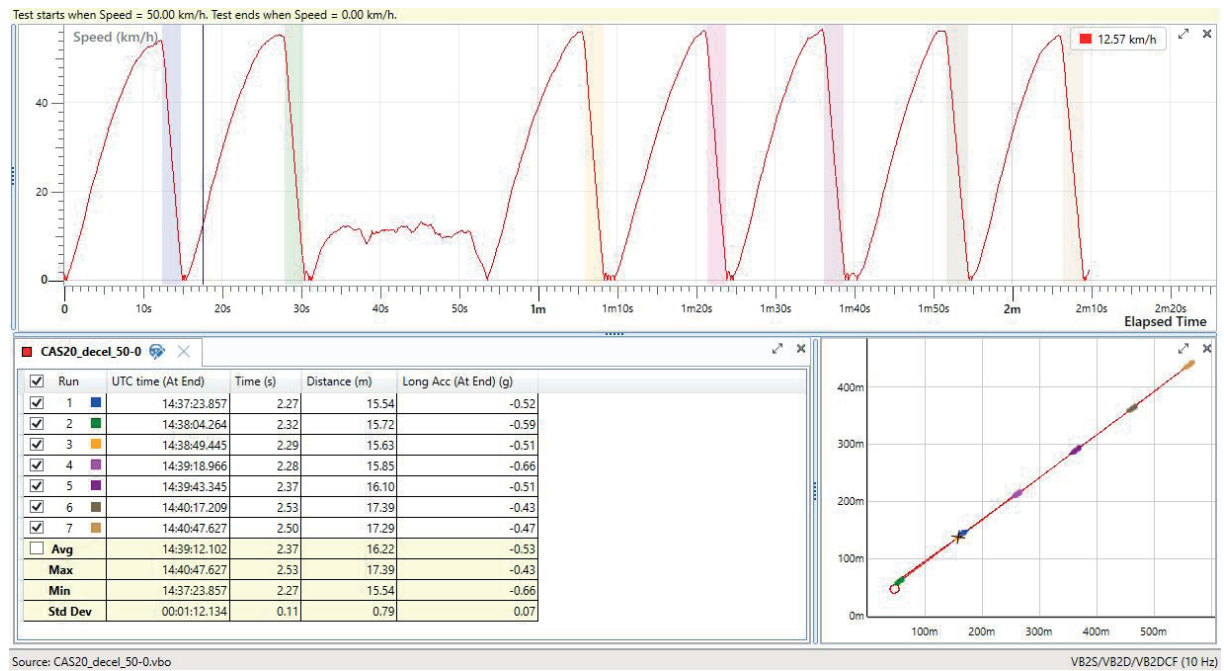 Test starts when Speed = 50.00 km/h. Test ends when Speed = 0.00 km/h.
Speed (km/h)
12.57 km/h
40
20
0
0 10s 20s 30s 40s 50s 1m 1m10s 1m20s 1m30s 1m40s 1m50s 2m 2m10s 2m20s
Elapsed Time
CAS20_decel_50-0
Run UTC time (At End) Time (s) Distance (m) Long Acc (At End) (g)
1 14:37:23.857 2.27 15.54 -0.52
2 14:38:04.264 2.32 15.72 -0.59
3 14:38:49.445 2.29 15.63 -0.51
4 14:39:18.966 2.28 15.85 -0.66
5 14:39:43.345 2.37 16.10 -0.51
6 14:40:17.209 2.53 17.39 -0.43
7 14:40:47.627 2.50 17.29 -0.47
Avg 14:39:12.102 2.37 16.22 -0.53
Max 14:40:47.627 2.53 17.39 -0.43
Min 14:37:23.857 2.27 15.54 -0.66
Std Dev 00:01:12.134 0.11 0.79 0.07
400m
300m
200m
100m
0m
100m 200m 300m 400m 500m
Source: CAS20_decel_50-0.vbo
VB2S/VB2D/VB2DCF (10 Hz)